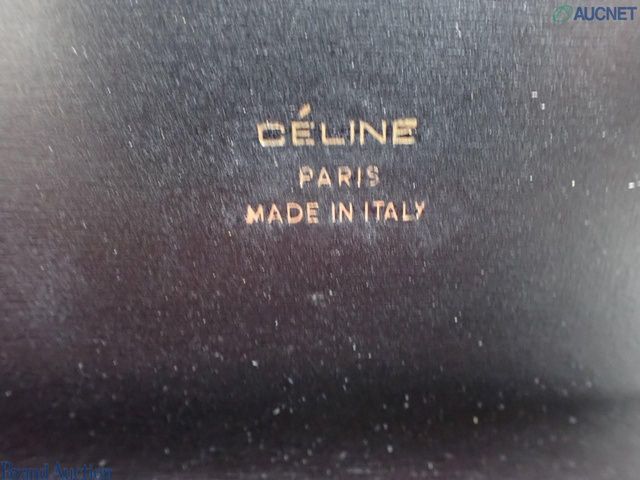 AUCNET
CÉLINE
PARIS
MADE IN ITALY
Brand Auction